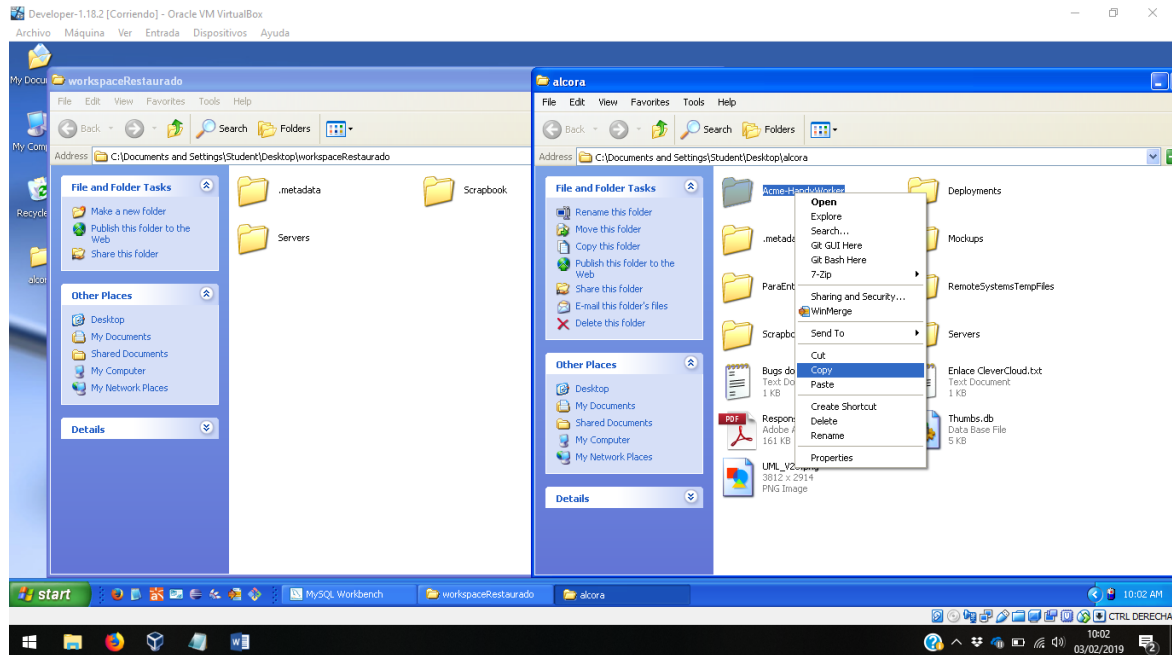 Developer-1.18.2 [Corriendo] - Oracle VM VirtualBox
Archivo Máquina Ver Entrada Dispositivos Ayuda
My Docu
My Comp
Recycle
alcor
workspaceRestaurado
File Edit View Favorites Tools Help
Back Search Folders
Address C:\Documents and Settings\Student\Desktop\workspaceRestaurado
File and Folder Tasks
Make a new folder
Publish this folder to the
Web
Share this folder
Other Places
Desktop
My Documents
Shared Documents
My Computer
My Network Places
Details
.metadata
Scrapbook
Servers
alcora
File Edit View Favorites Tools Help
Back Search Folders
Address C:\Documents and Settings\Student\Desktop\alcora
File and Folder Tasks
Rename this folder
Move this folder
Copy this folder
Publish this folder to the
Web
Share this folder
E-mail this folder's files
Delete this folder
Other Places
Desktop
My Documents
Shared Documents
My Computer
My Network Places
Details
Acme-HandyWorker
Deployments
.metada
Mockups
ParaEnt
RemoteSystemsTempFiles
Scrapbo
Servers
Bugs do
Text Do
1 KB
Enlace CleverCloud.txt
Text Document
1 KB
PDF
Respon
Adobe A
161 KB
Thumbs.db
Data Base File
5 KB
UML_V2
3812 x 2914
PNG Image
Open
Explore
Search...
Git GUI Here
Git Bash Here
7-Zip
Sharing and Security...
WinMerge
Send To
Cut
Copy
Paste
Create Shortcut
Delete
Rename
Properties
start
MySQL Workbench
workspaceRestaurado
alcora
10:02 AM
CTRL DERECHA
10:02
03/02/2019
2